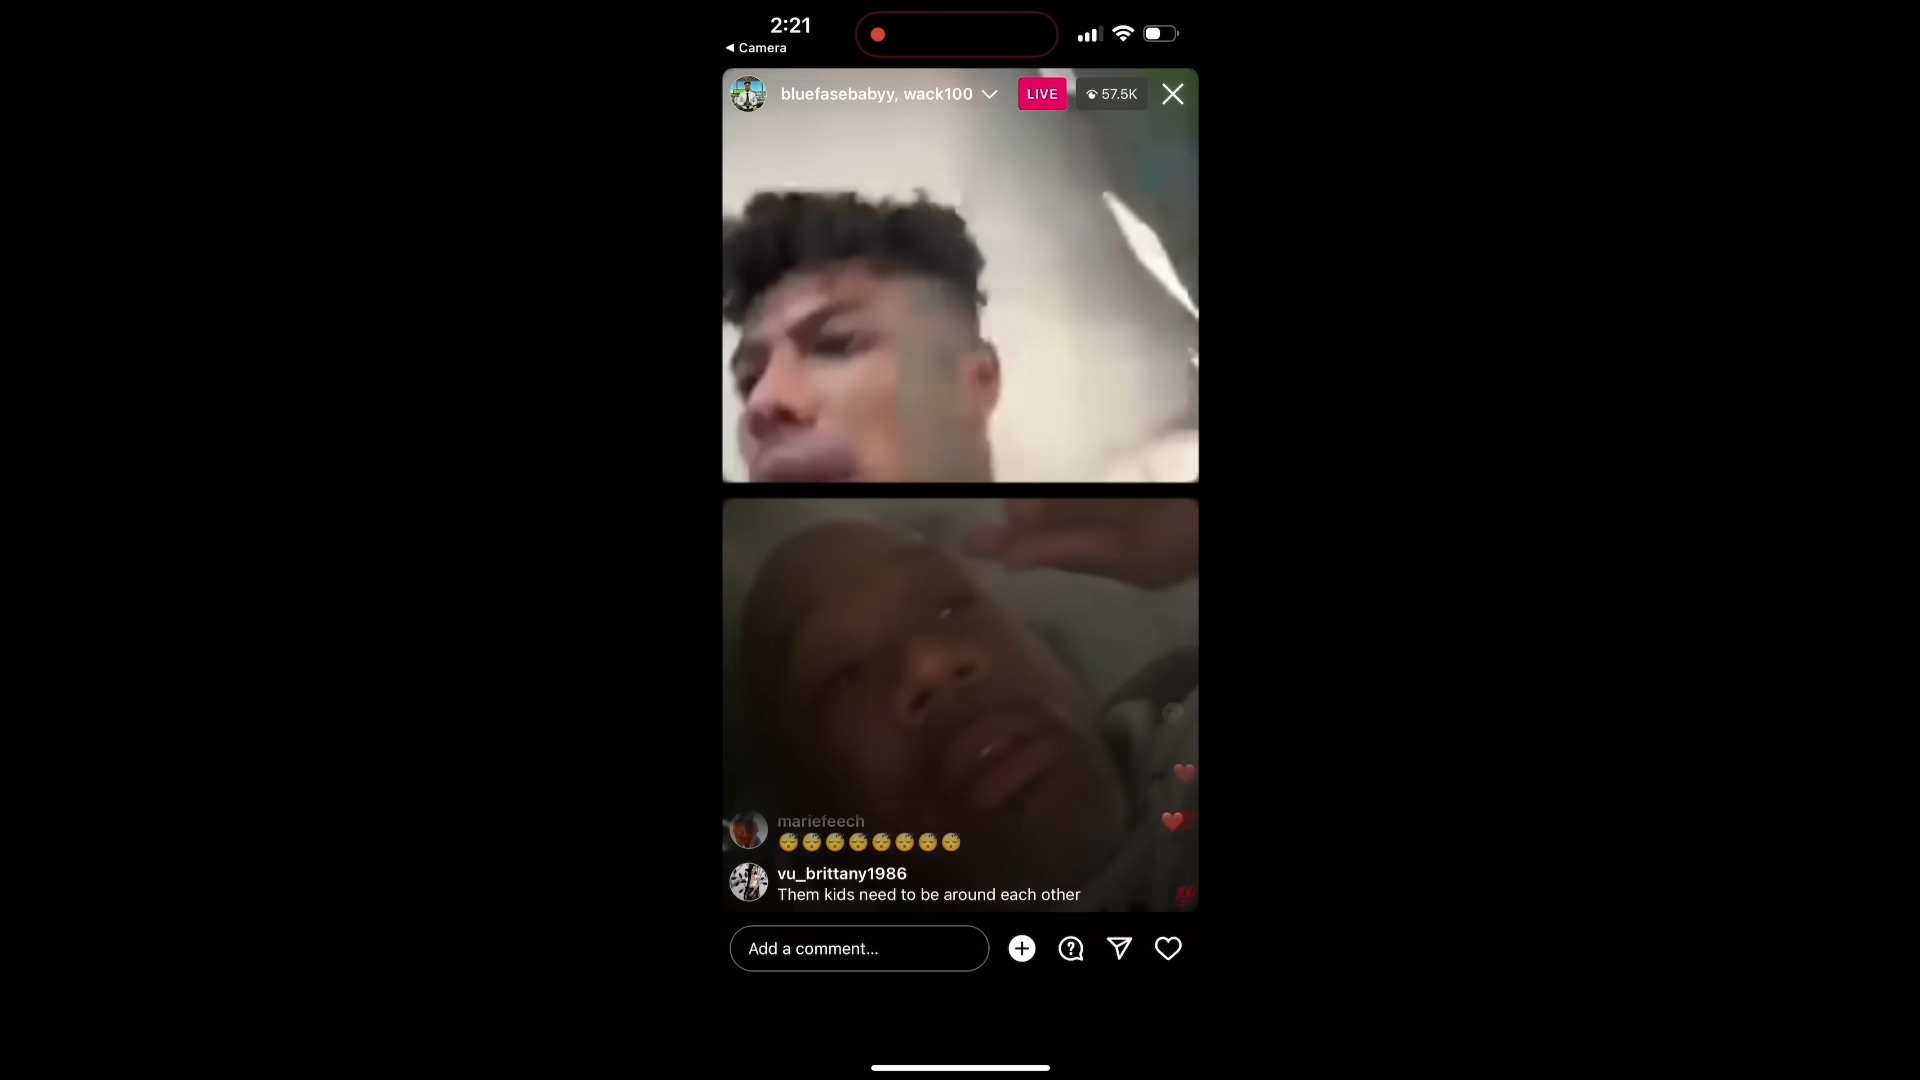 2:21
Camera
bluefasebabyy, wack100
LIVE
57.5K
mariefeech
vu_brittany1986
Them kids need to be around each other
Add a comment...